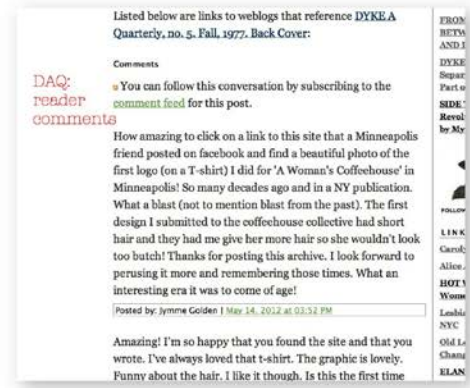 Listed below are links to weblogs that reference DYKE A
Quarterly, no. 5. Fall, 1977. Back Cover:
Comments
DAQ:
reader
comments
You can follow this conversation by subscribing to the
comment feed for this post.
How amazing to click on a link to this site that a Minneapolis
friend posted on facebook and find a beautiful photo of the
first logo (on a T-shirt) I did for 'A Woman's Coffeehouse' in
Minneapolis! So many decades ago and in a NY publication.
What a blast (not to mention blast from the past). The first
design I submitted to the coffeehouse collective had short
hair and they had me give her more hair so she wouldn't look
too butch! Thanks for posting this archive. I look forward to
perusing it more and remembering those times. What an
interesting era it was to come of age!
Posted by: Jymme Golden | May 14, 2012 at 03:52 PM
Amazing! I'm so happy that you found the site and that you
wrote. I've always loved that t-shirt. The graphic is lovely.
Funny about the hair. I like it though. Is this the first time
FROM
BETW
AND
DYKE
Separ
Part o
SIDE
Revol
by My
FOLLOW
LINK
Carol
Alice
HOT
Wome
Lesbi
NYC
Old L
Chang
ELAN